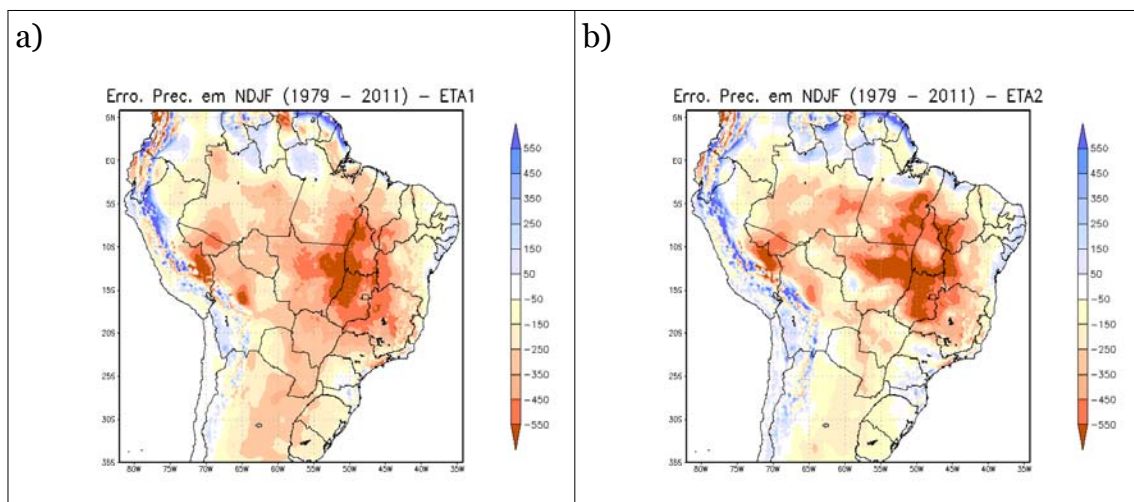 a)
Erro. Prec. em NDJF (1979 – 2011) – ETA1
5N
EQ
5S
10S
15S
20S
25S
30S
35S
80W 75W 70W 65W 60W 55W 50W 45W 40W 35W
550
450
350
250
150
50
−50
−150
−250
−350
−450
−550
b)
Erro. Prec. em NDJF (1979 – 2011) – ETA2
5N
EQ
5S
10S
15S
20S
25S
30S
35S
80W 75W 70W 65W 60W 55W 50W 45W 40W 35W
550
450
350
250
150
50
−50
−150
−250
−350
−450
−550